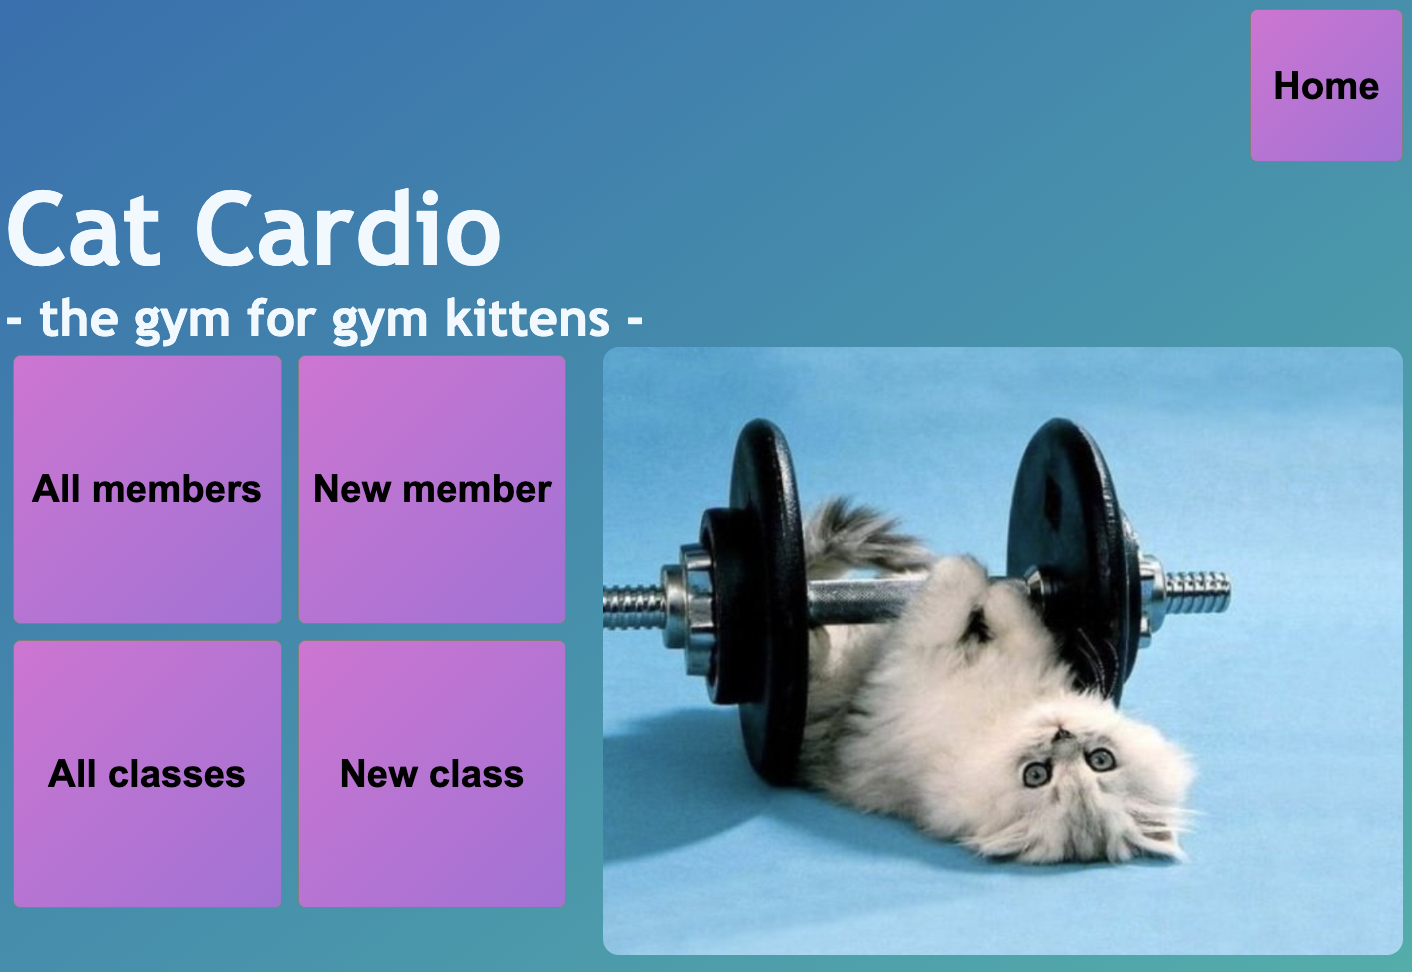 Home
Cat Cardio
- the gym for gym kittens -
All members
New member
All classes
New class